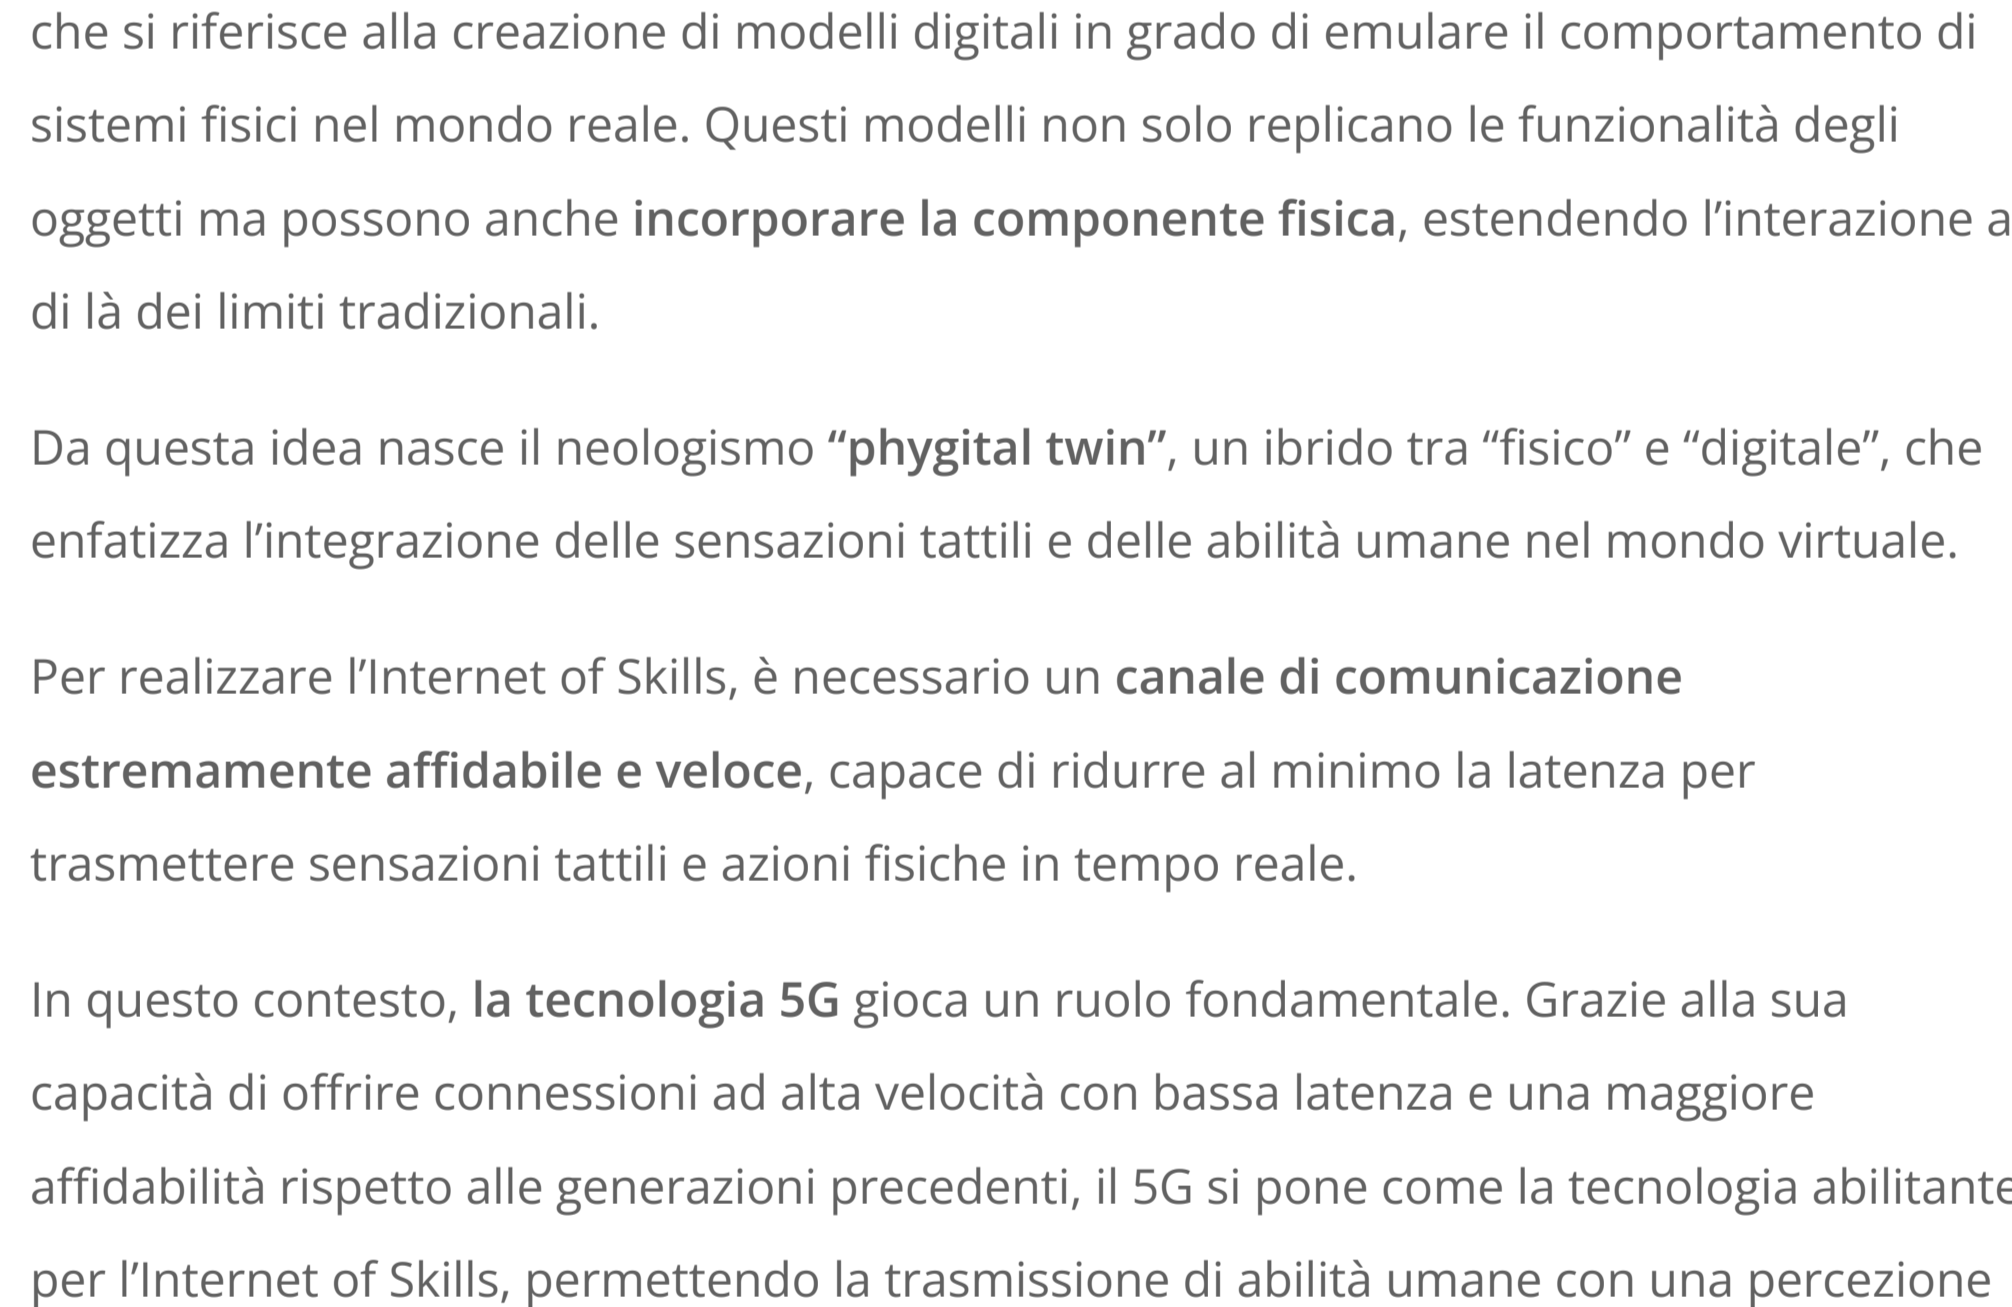 che si riferisce alla creazione di modelli digitali in grado di emulare il comportamento di
sistemi fisici nel mondo reale. Questi modelli non solo replicano le funzionalità degli
oggetti ma possono anche incorporare la componente fisica, estendendo l’interazione a
di là dei limiti tradizionali.
Da questa idea nasce il neologismo “phygital twin”, un ibrido tra “fisico” e “digitale”, che
enfatizza l’integrazione delle sensazioni tattili e delle abilità umane nel mondo virtuale.
Per realizzare l’Internet of Skills, è necessario un canale di comunicazione
estremamente affidabile e veloce, capace di ridurre al minimo la latenza per
trasmettere sensazioni tattili e azioni fisiche in tempo reale.
In questo contesto, la tecnologia 5G gioca un ruolo fondamentale. Grazie alla sua
capacità di offrire connessioni ad alta velocità con bassa latenza e una maggiore
affidabilità rispetto alle generazioni precedenti, il 5G si pone come la tecnologia abilitante
per l’Internet of Skills, permettendo la trasmissione di abilità umane con una percezione